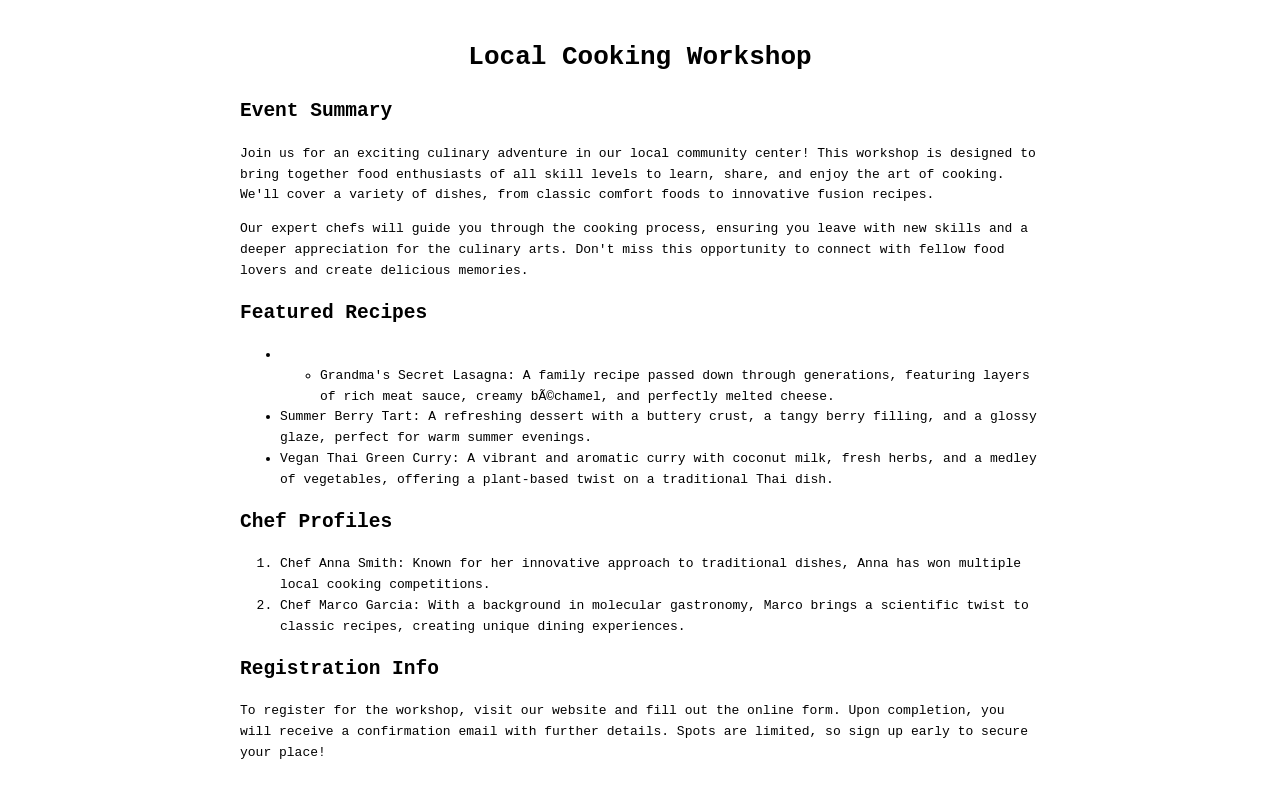 Local Cooking Workshop
Event Summary
Join us for an exciting culinary adventure in our local community center! This workshop is designed to
bring together food enthusiasts of all skill levels to learn, share, and enjoy the art of cooking.
We'll cover a variety of dishes, from classic comfort foods to innovative fusion recipes.
Our expert chefs will guide you through the cooking process, ensuring you leave with new skills and a
deeper appreciation for the culinary arts. Don't miss this opportunity to connect with fellow food
lovers and create delicious memories.
Featured Recipes
•
◦ Grandma's Secret Lasagna: A family recipe passed down through generations, featuring layers
of rich meat sauce, creamy bÃ©chamel, and perfectly melted cheese.
• Summer Berry Tart: A refreshing dessert with a buttery crust, a tangy berry filling, and a glossy
glaze, perfect for warm summer evenings.
• Vegan Thai Green Curry: A vibrant and aromatic curry with coconut milk, fresh herbs, and a medley
of vegetables, offering a plant-based twist on a traditional Thai dish.
Chef Profiles
1. Chef Anna Smith: Known for her innovative approach to traditional dishes, Anna has won multiple
local cooking competitions.
2. Chef Marco Garcia: With a background in molecular gastronomy, Marco brings a scientific twist to
classic recipes, creating unique dining experiences.
Registration Info
To register for the workshop, visit our website and fill out the online form. Upon completion, you
will receive a confirmation email with further details. Spots are limited, so sign up early to secure
your place!